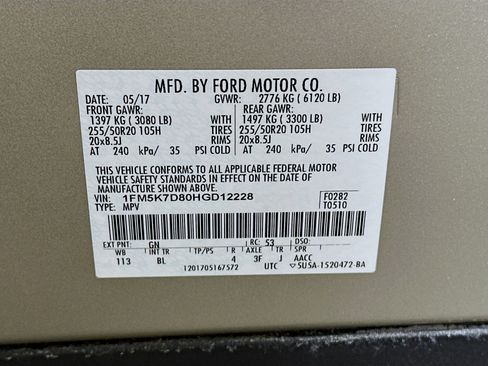 MFD. BY FORD MOTOR CO.
DATE: 05/17 GVWR: 2776 KG ( 6120 LB)
FRONT GAWR: REAR GAWR:
1397 KG ( 3080 LB) WITH 1497 KG ( 3300 LB) WITH
255/50R20 105H TIRES 255/50R20 105H TIRES
20x8.5J RIMS 20x8.5J RIMS
AT 240 kPa/ 35 PSI COLD AT 240 kPa/ 35 PSI COLD
THIS VEHICLE CONFORMS TO ALL APPLICABLE FEDERAL MOTOR
VEHICLE SAFETY STANDARDS IN EFFECT ON THE DATE OF
MANUFACTURE SHOWN ABOVE.
1FM5K7D80HGD12228 F0282
TYPE: MPV T0510
EXT PNT: GN RC: 53 DSO:
WB INT TR TP/PS R AXLE TR SPR
113 BL 4 3F J AACC
1201705167572 UTC ▽5U5A-1520472-BA